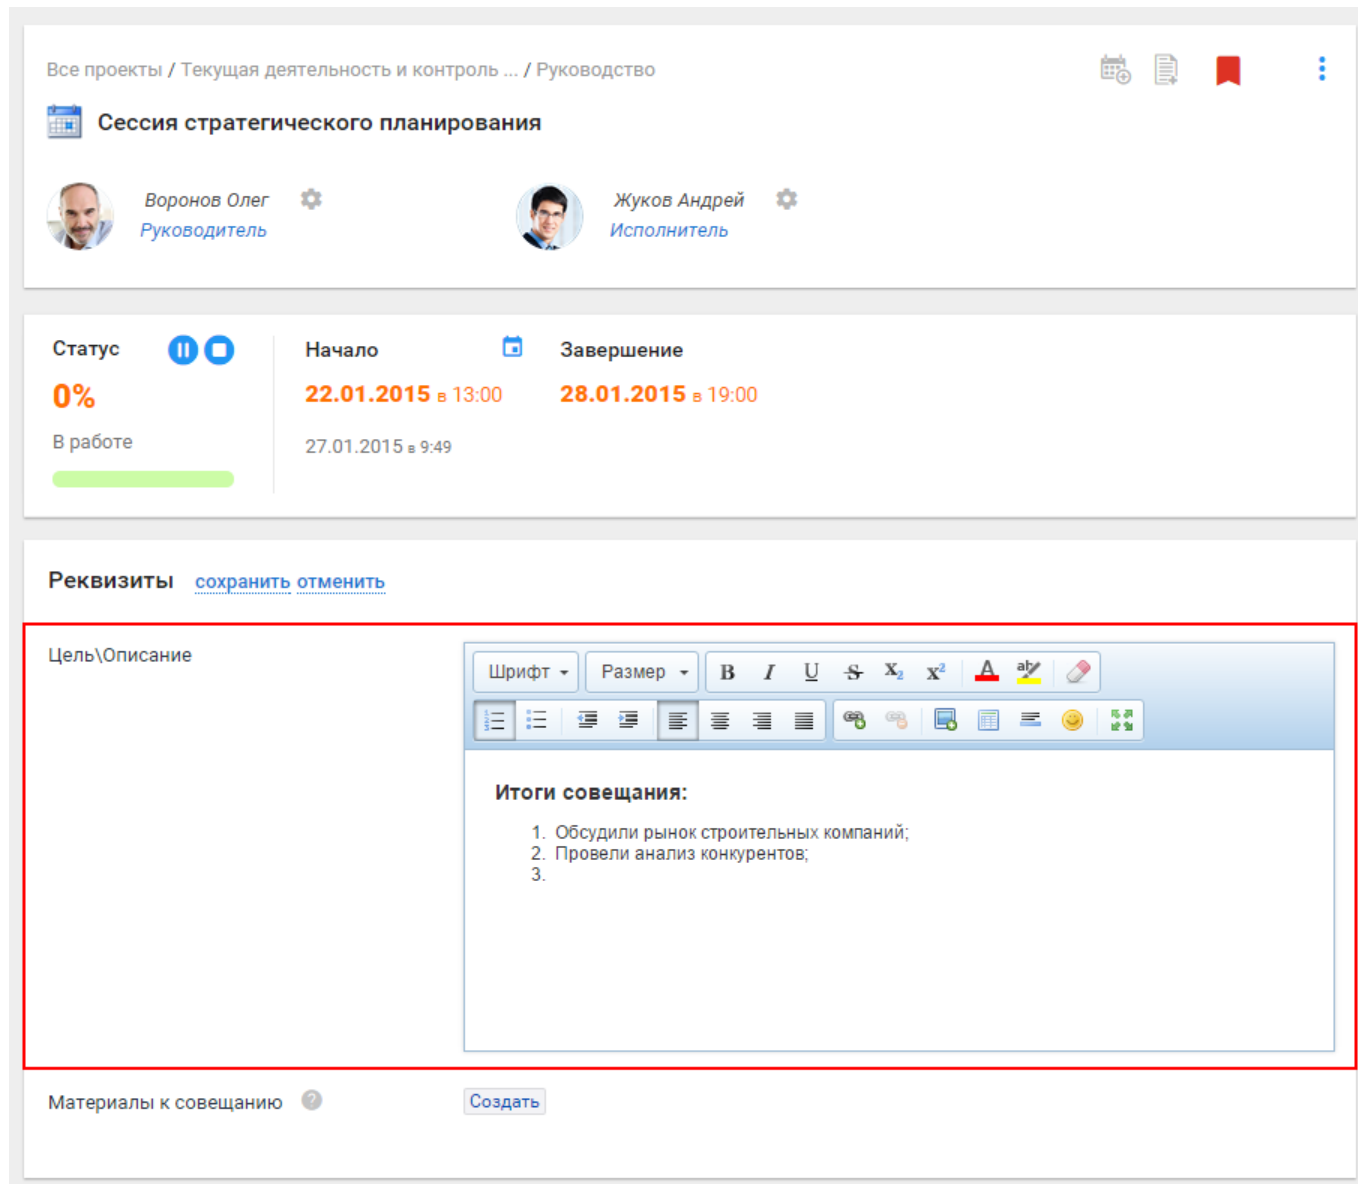 Все проекты / Текущая деятельность и контроль ... / Руководство
Сессия стратегического планирования
Воронов Олег
Руководитель
Жуков Андрей
Исполнитель
Статус
0%
В работе
Начало
22.01.2015 в 13:00
27.01.2015 в 9:49
Завершение
28.01.2015 в 19:00
Реквизиты сохранить отменить
Цель\Описание
Шрифт Размер B I U S X₂ x² A ab
Итоги совещания:
1. Обсудили рынок строительных компаний;
2. Провели анализ конкурентов;
3.
Материалы к совещанию ? Создать